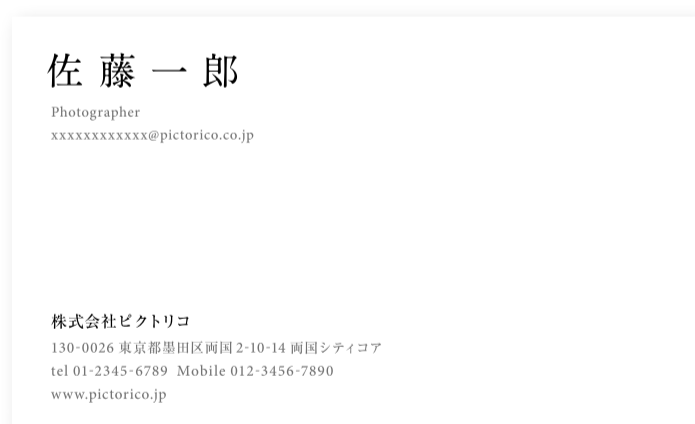 佐藤一郎
Photographer
xxxxxxxxxxxx@pictorico.co.jp
株式会社ピクトリコ
130-0026 東京都墨田区両国 2-10-14 両国シティコア
tel 01-2345-6789 Mobile 012-3456-7890
www.pictorico.jp